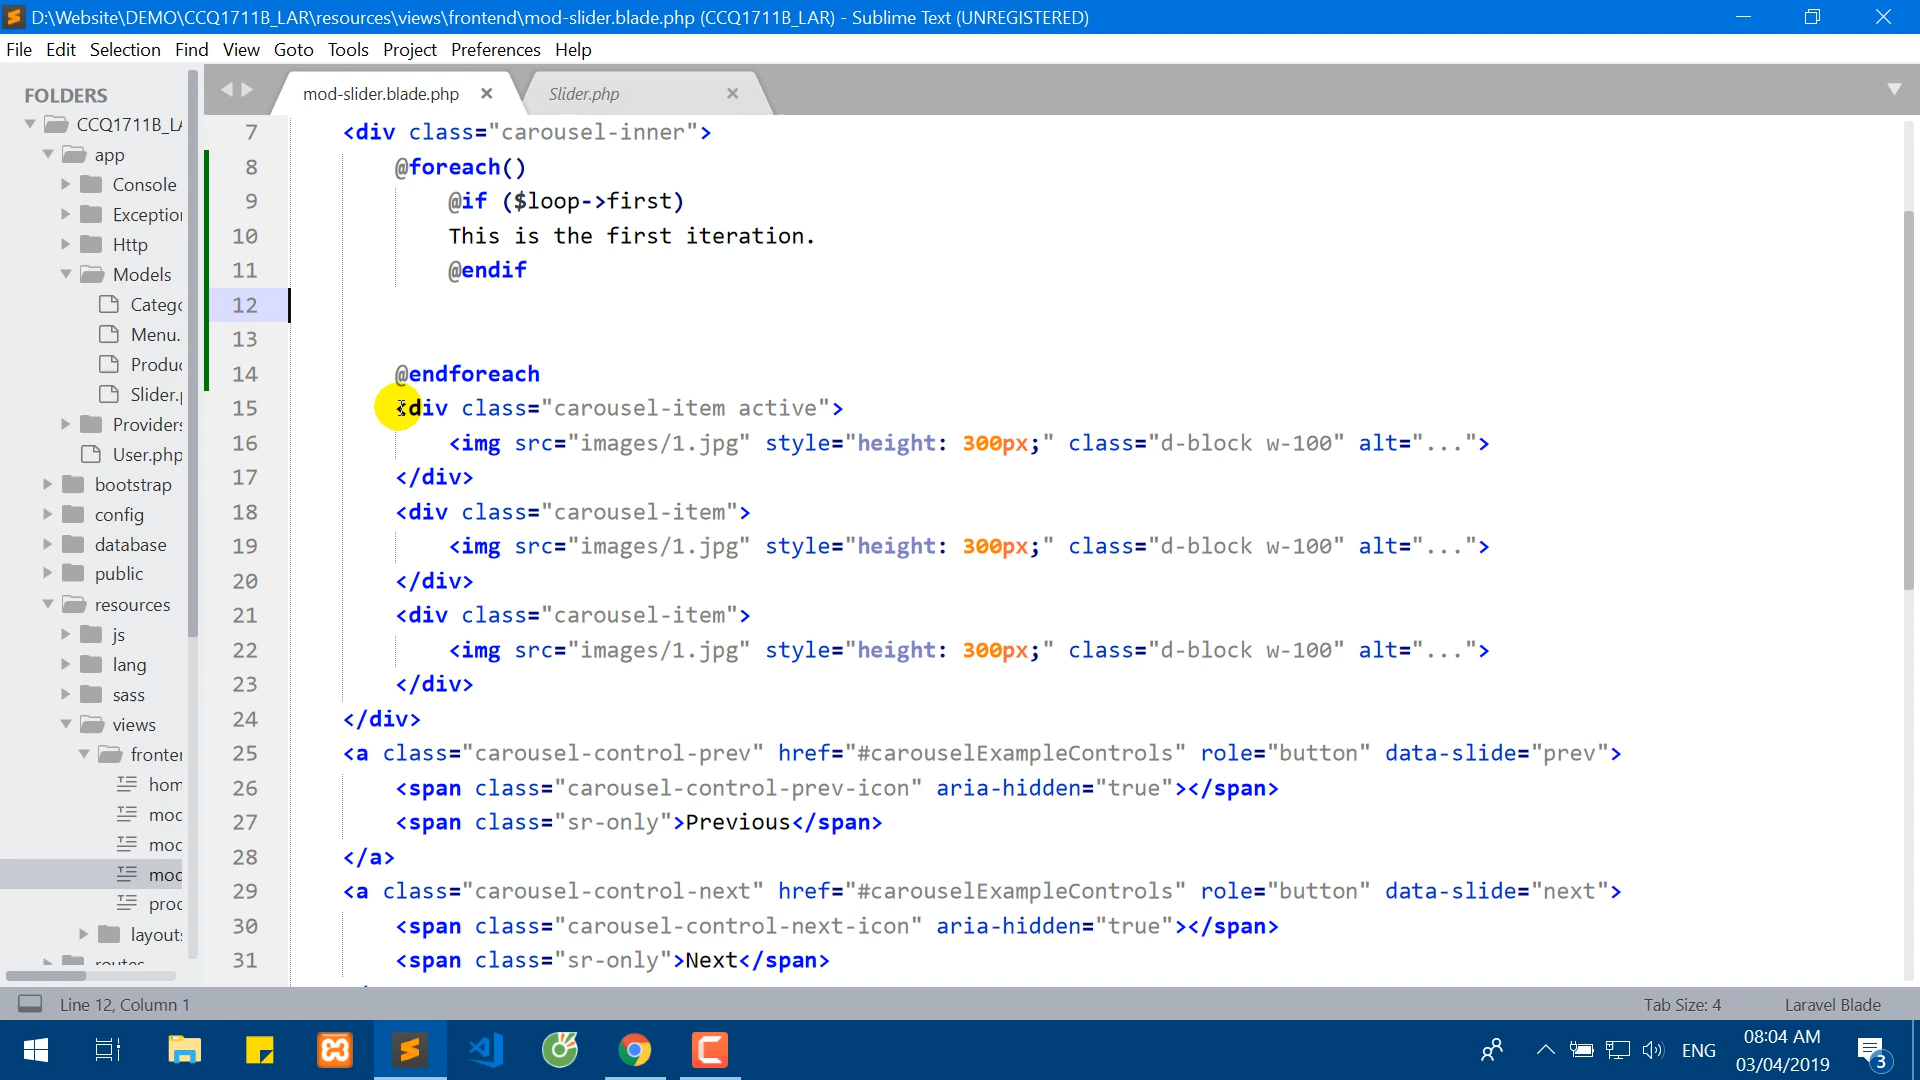 D:\Website\DEMO\CCQ1711B_LAR\resources\views\frontend\mod-slider.blade.php (CCQ1711B_LAR) - Sublime Text (UNREGISTERED)
File Edit Selection Find View Goto Tools Project Preferences Help
FOLDERS
CCQ1711B_LA
app
Console
Exception
Http
Models
Catego
Menu.
Produc
Slider.p
Providers
User.php
bootstrap
config
database
public
resources
js
lang
sass
views
fronten
hom
mod
mod
mod
prod
layouts
routes
mod-slider.blade.php
Slider.php
7 <div class="carousel-inner">
8 @foreach()
9 @if ($loop->first)
10 This is the first iteration.
11 @endif
12
13
14 @endforeach
15 <div class="carousel-item active">
16 <img src="images/1.jpg" style="height: 300px;" class="d-block w-100" alt="...">
17 </div>
18 <div class="carousel-item">
19 <img src="images/1.jpg" style="height: 300px;" class="d-block w-100" alt="...">
20 </div>
21 <div class="carousel-item">
22 <img src="images/1.jpg" style="height: 300px;" class="d-block w-100" alt="...">
23 </div>
24 </div>
25 <a class="carousel-control-prev" href="#carouselExampleControls" role="button" data-slide="prev">
26 <span class="carousel-control-prev-icon" aria-hidden="true"></span>
27 <span class="sr-only">Previous</span>
28 </a>
29 <a class="carousel-control-next" href="#carouselExampleControls" role="button" data-slide="next">
30 <span class="carousel-control-next-icon" aria-hidden="true"></span>
31 <span class="sr-only">Next</span>
Line 12, Column 1
Tab Size: 4
Laravel Blade
ENG
08:04 AM
03/04/2019
3